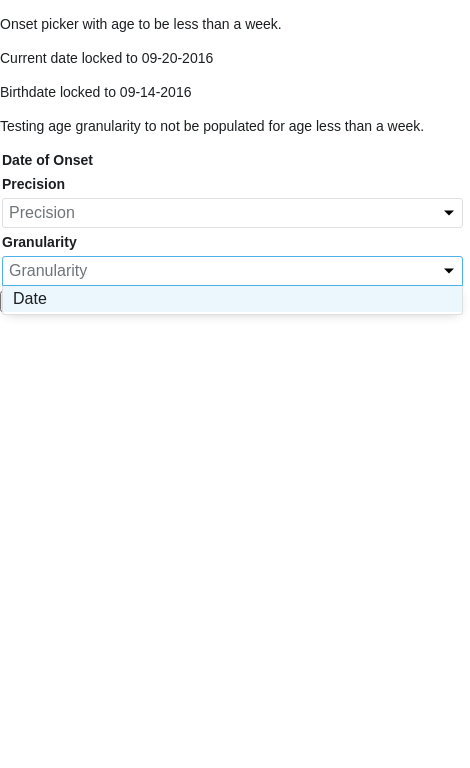 Onset picker with age to be less than a week.
Current date locked to 09-20-2016
Birthdate locked to 09-14-2016
Testing age granularity to not be populated for age less than a week.
Date of Onset
Precision
Precision
Granularity
Granularity
Date